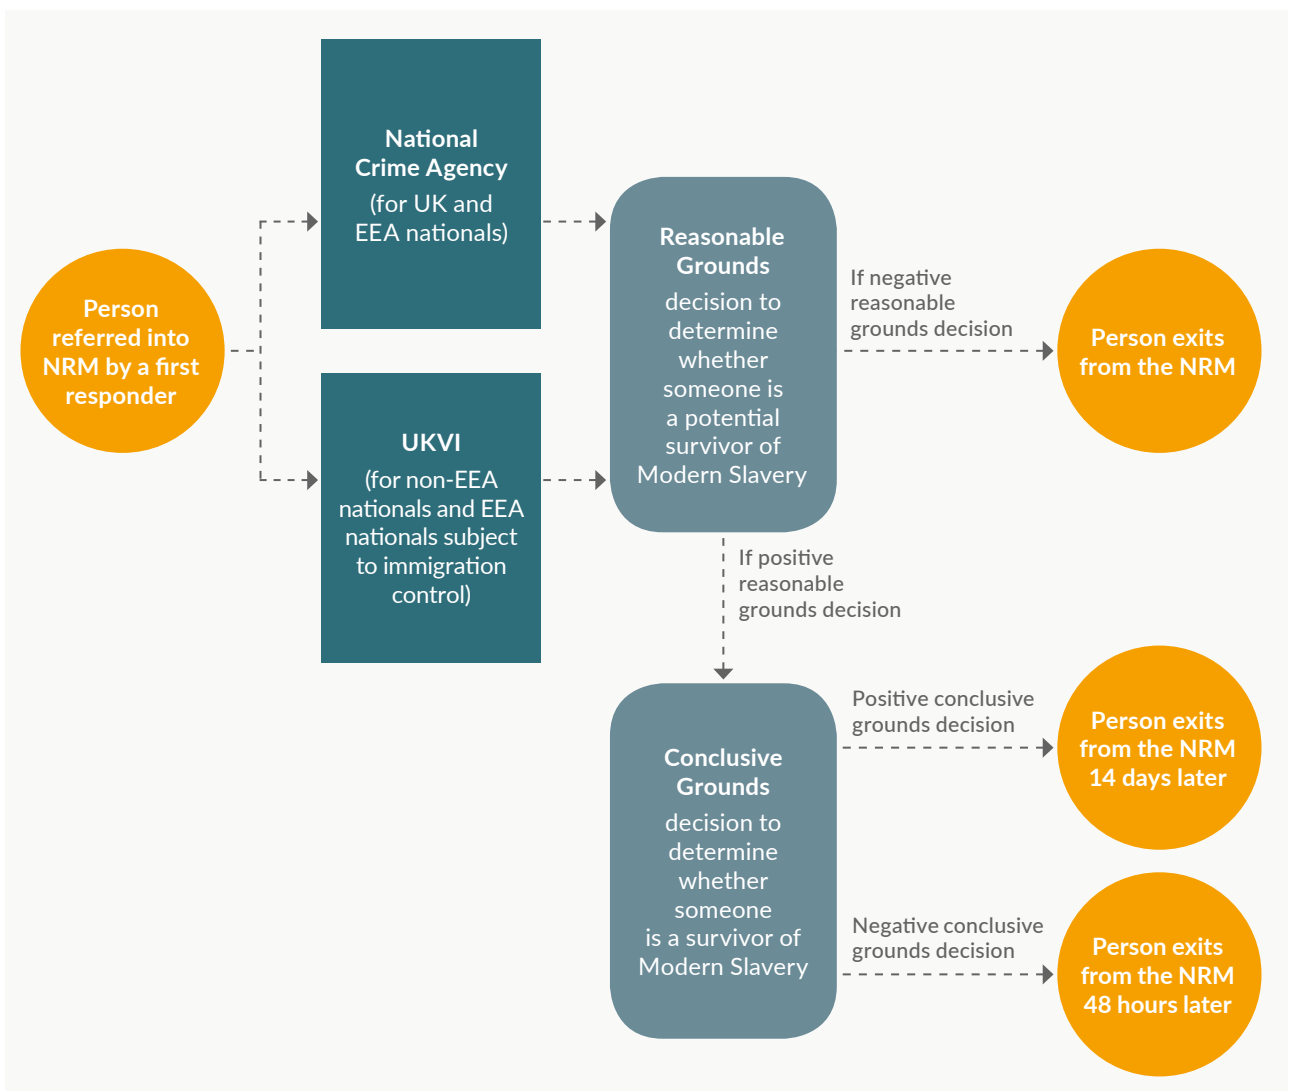 Person
referred into
NRM by a first
responder
National
Crime Agency
(for UK and
EEA nationals)
UKVI
(for non-EEA
nationals and EEA
nationals subject
to immigration
control)
Reasonable
Grounds
decision to
determine
whether
someone is
a potential
survivor of
Modern Slavery
If negative
reasonable
grounds decision
Person exits
from the NRM
If positive
reasonable
grounds decision
Conclusive
Grounds
decision to
determine
whether
someone
is a survivor of
Modern Slavery
Positive conclusive
grounds decision
Person exits
from the NRM
14 days later
Negative conclusive
grounds decision
Person exits
from the NRM
48 hours later